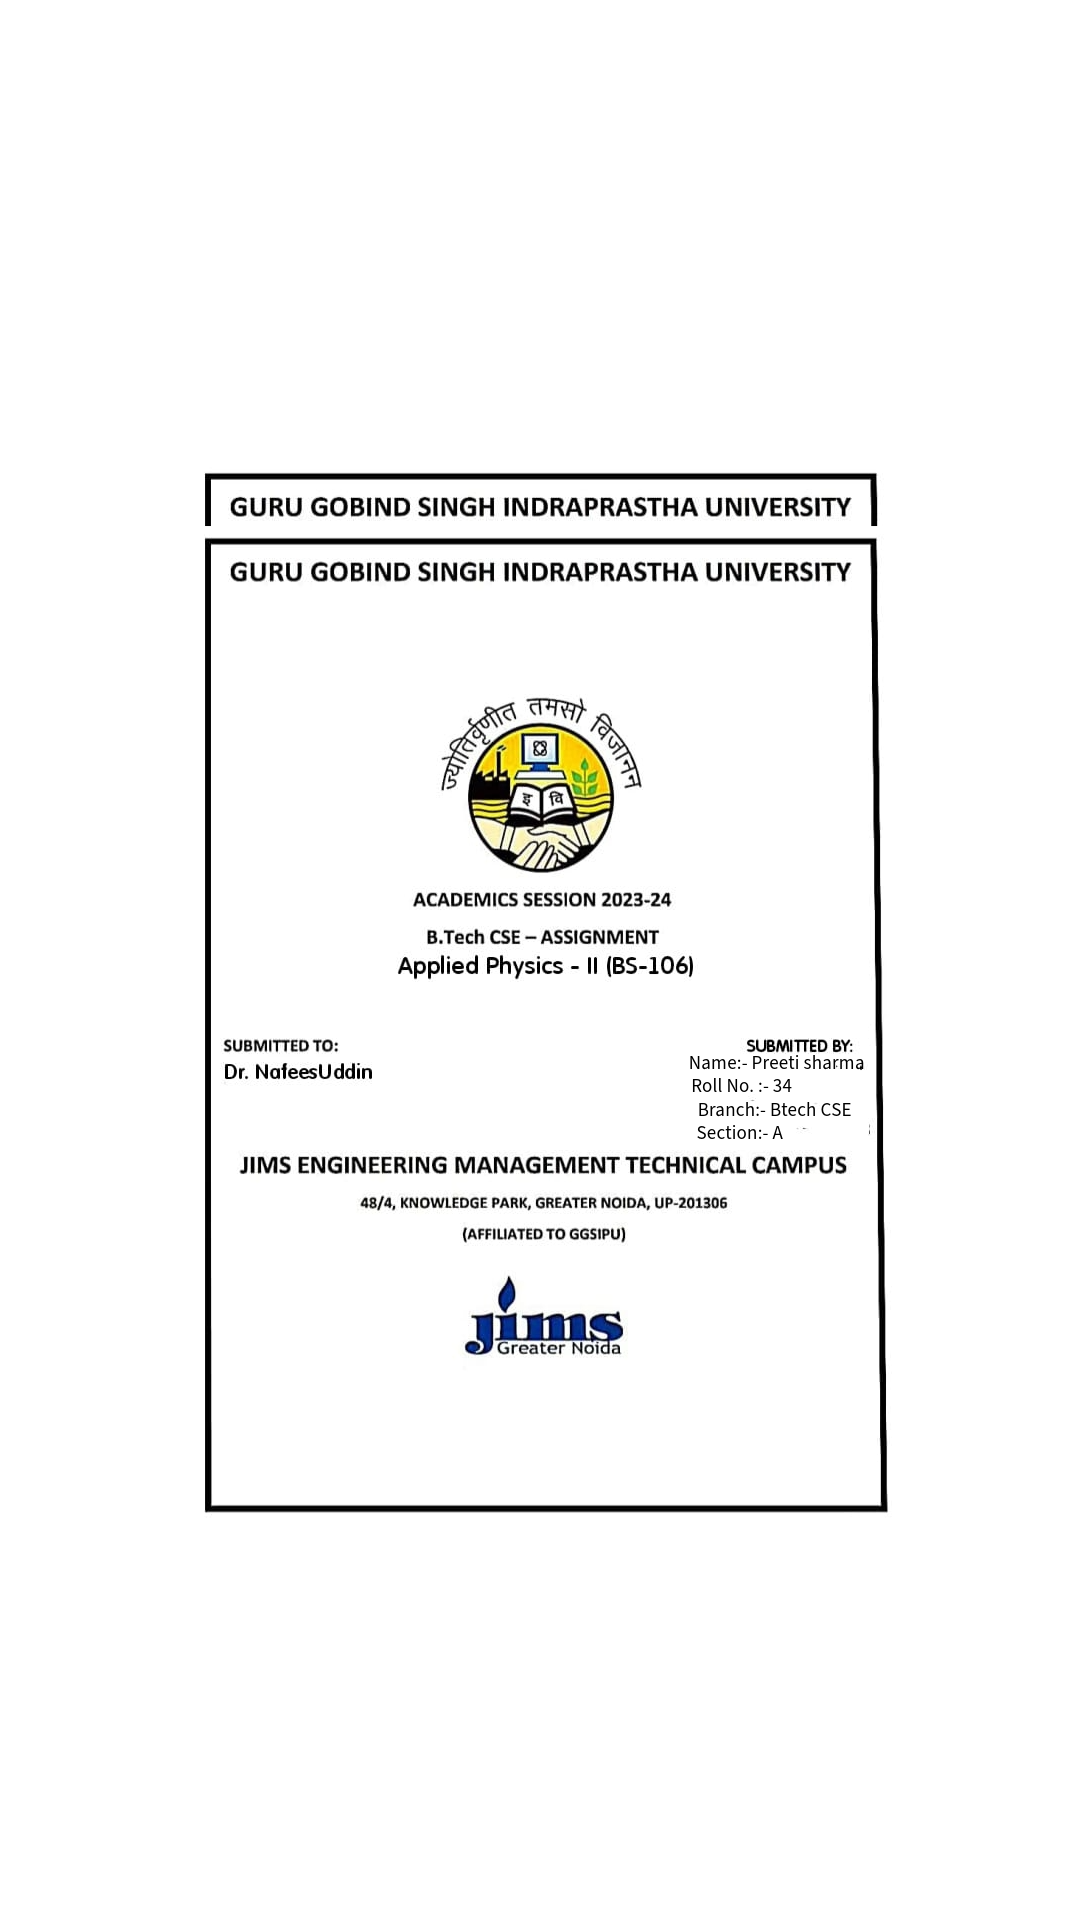 GURU GOBIND SINGH INDRAPRASTHA UNIVERSITY
GURU GOBIND SINGH INDRAPRASTHA UNIVERSITY
ज्योतिर्वृणीत तमसो विजानन
इ वि
ACADEMICS SESSION 2023-24
B.Tech CSE – ASSIGNMENT
Applied Physics - II (BS-106)
SUBMITTED TO:
Dr. NafeesUddin
SUBMITTED BY:
Name:- Preeti sharma
Roll No. :- 34
Branch:- Btech CSE
Section:- A
JIMS ENGINEERING MANAGEMENT TECHNICAL CAMPUS
48/4, KNOWLEDGE PARK, GREATER NOIDA, UP-201306
(AFFILIATED TO GGSIPU)
jims
Greater Noida